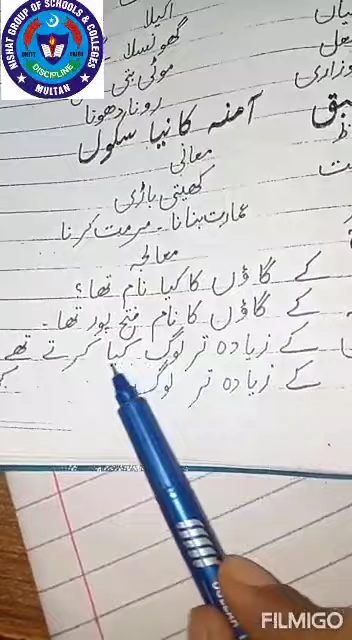 NISHAT GROUP OF SCHOOLS & COLLEGES
UNITY
FAITH
DISCIPLINE
MULTAN
اکیلا
گھونسلا
موٹی
رونا دھونا
آمنہ کا نیا سکول
معانی
کھیتی باڑی
عمارت بنانا - مرمت کرنا
معالجہ
کے گاؤں کا کیا نام تھا؟
کے گاؤں کا نام فتح پور تھا۔
کے زیادہ تر لوگ کیا کرتے تھے
کے زیادہ تر لوگ
FILMIGO